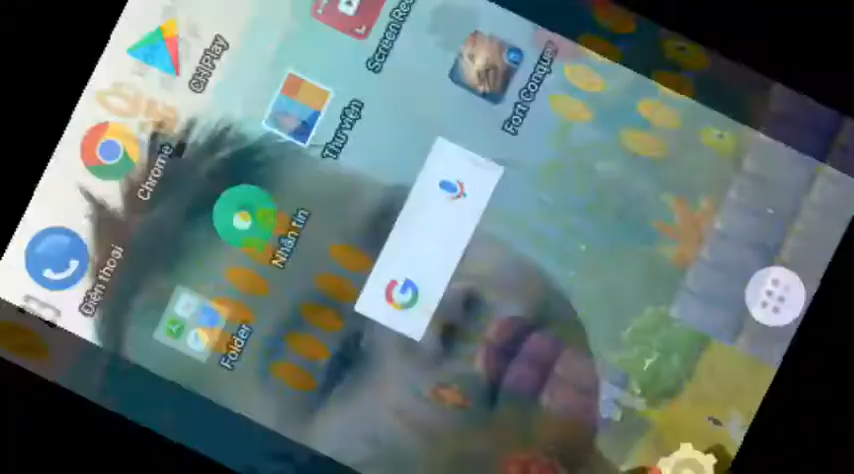 CH Play
Screen Rec
Fort Conquer
Chrome
Thư viện
Điện thoại
Nhắn tin
Folder